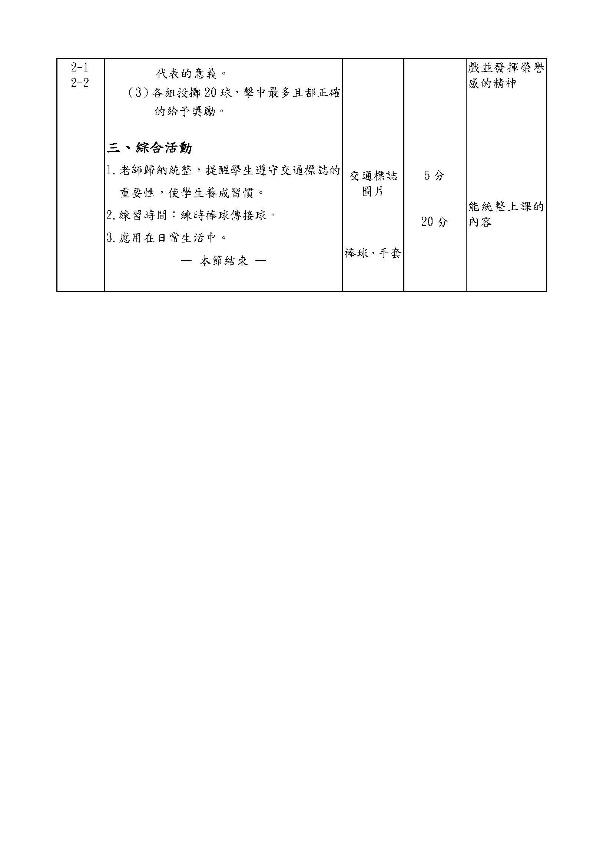 2-1
2-2
代表的意義。
(3)各組投擲20球,擊中最多且都正確
的給予獎勵。
三、綜合活動
1.老師歸納統整,提醒學生遵守交通標誌的
重要性,使學生養成習慣。
2.練習時間:練時棒球傳接球。
3.應用在日常生活中。
— 本節結束 —
交通標誌
圖片
棒球、手套
5分
20分
戲並發揮榮譽
感的精神
能統整上課的
內容